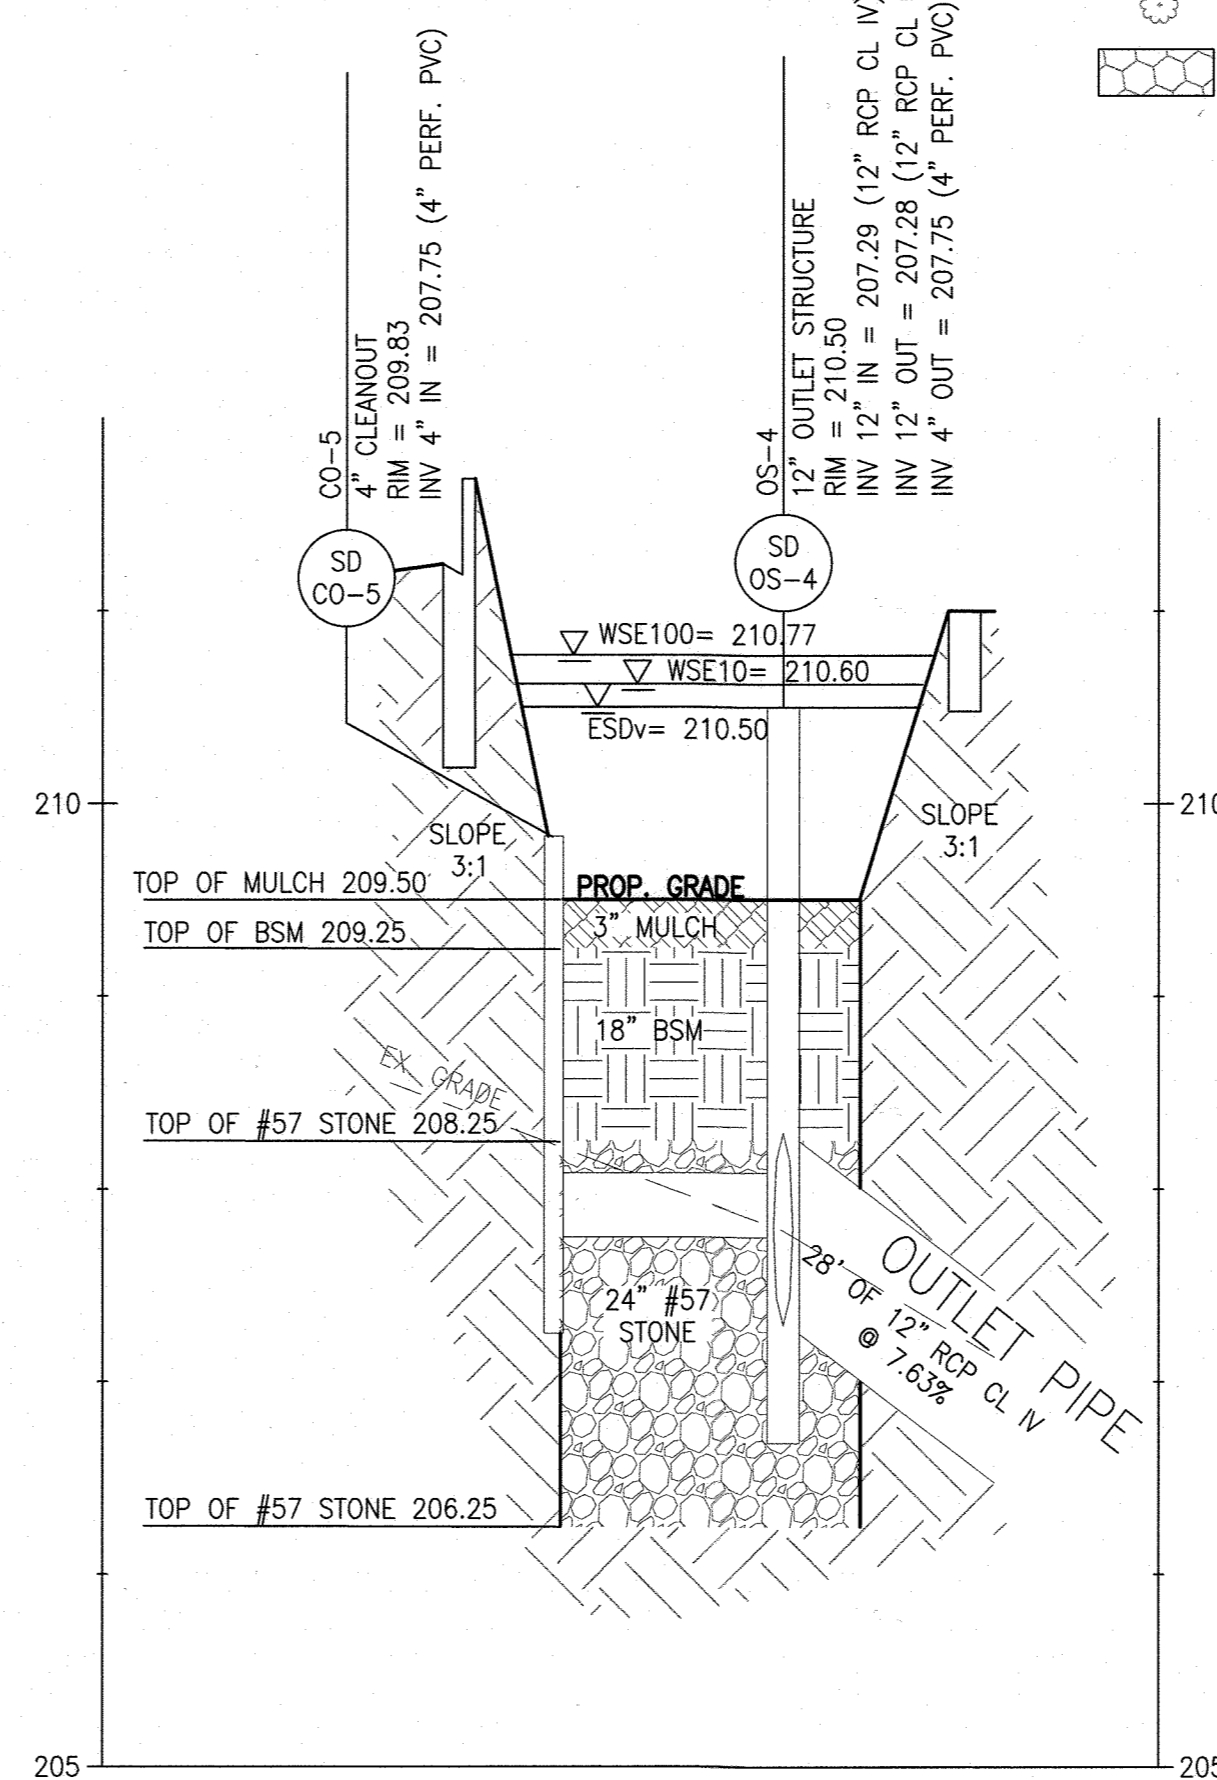 CO-5
4" CLEANOUT
RIM = 209.83
INV 4" IN = 207.75 (4" PERF. PVC)
OS-4
12" OUTLET STRUCTURE
RIM = 210.50
INV 12" IN = 207.29 (12" RCP CL IV)
INV 12" OUT = 207.28 (12" RCP CL
INV 4" OUT = 207.75 (4" PERF. PVC)
SD
CO-5
SD
OS-4
WSE100= 210.77
WSE10= 210.60
ESDv= 210.50
210
210
SLOPE
3:1
SLOPE
3:1
TOP OF MULCH 209.50
PROP. GRADE
3" MULCH
TOP OF BSM 209.25
18" BSM
EX. GRADE
TOP OF #57 STONE 208.25
24" #57
STONE
OUTLET PIPE
28' OF 12" RCP CL IV
@ 7.63%
TOP OF #57 STONE 206.25
205
205